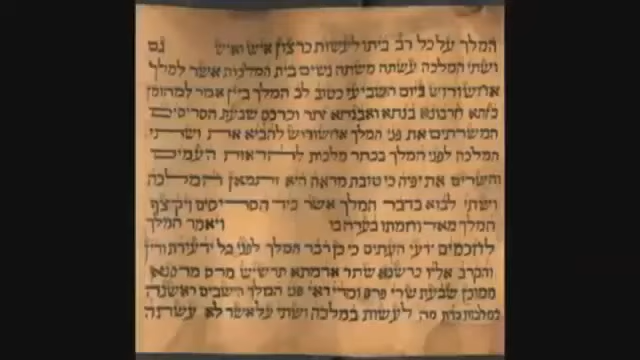 המלך על כל רב ביתו לעשות כרצון איש ואיש גם
ושתי המלכה עשתה משתה נשים בית המלכות אשר למלך
אחשורוש ביום השביעי כטוב לב המלך ביין אמר למהומן
בזתא חרבונא בגתא ואבגתא זתר וכרכס שבעת הסריסים
המשרתים את פני המלך אחשורוש להביא את ושתי
המלכה לפני המלך בכתר מלכות להראות העמים
והשרים את יפיה כי טובת מראה היא ותמאן המלכה
ושתי לבוא בדבר המלך אשר ביד הסריסים ויקצף
המלך מאד וחמתו בערה בו ויאמר המלך
לחכמים ידעי העתים כי כן דבר המלך לפני כל ידעי דת ודין
והקרב אליו כרשנא שתר אדמתא תרשיש מרס מרסנא
ממוכן שבעת שרי פרס ומדי ראי פני המלך הישבים ראשנה
במלכות כדת מה לעשות במלכה ושתי על אשר לא עשתה